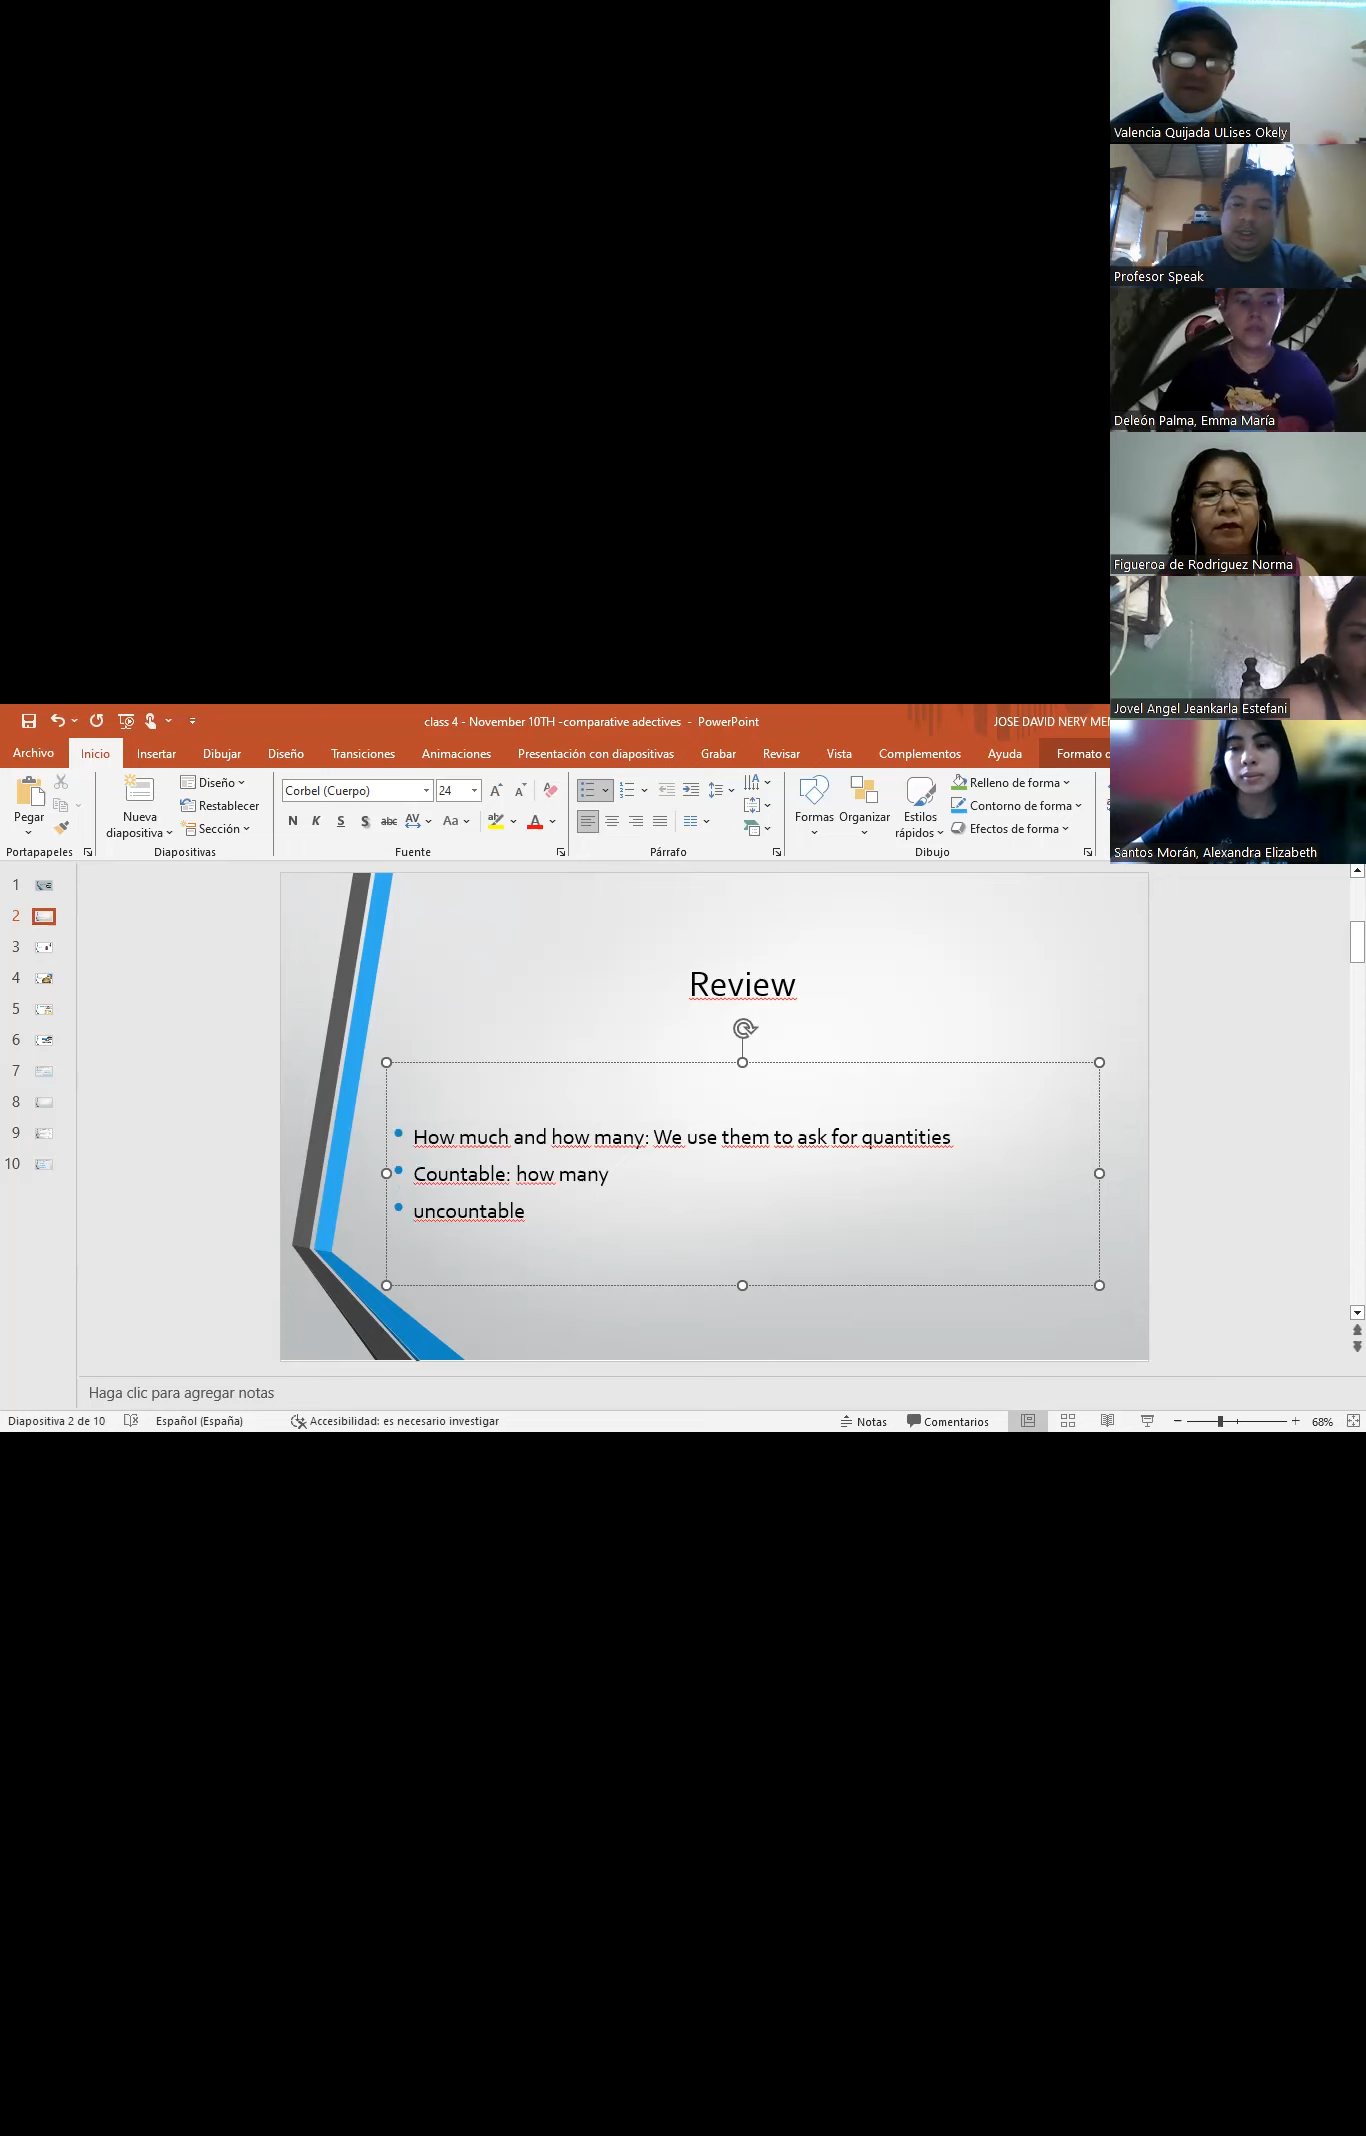 Valencia Quijada ULises Okely
Profesor Speak
Deleón Palma, Emma María
Figueroa de Rodriguez Norma
Jovel Angel Jeankarla Estefani
Santos Morán, Alexandra Elizabeth
class 4 - November 10TH -comparative adectives - PowerPoint
JOSE DAVID NERY
Archivo Inicio Insertar Dibujar Diseño Transiciones Animaciones Presentación con diapositivas Grabar Revisar Vista Complementos Ayuda Formato
Pegar
Nueva diapositiva
Diseño
Restablecer
Sección
Corbel (Cuerpo) 24
N K S S abc AV Aa A
Formas Organizar Estilos rápidos
Relleno de forma
Contorno de forma
Efectos de forma
Portapapeles Diapositivas Fuente Párrafo Dibujo
1
2
3
4
5
6
7
8
9
10
Review
How much and how many: We use them to ask for quantities
Countable: how many
uncountable
Haga clic para agregar notas
Diapositiva 2 de 10 Español (España) Accesibilidad: es necesario investigar Notas Comentarios 68%